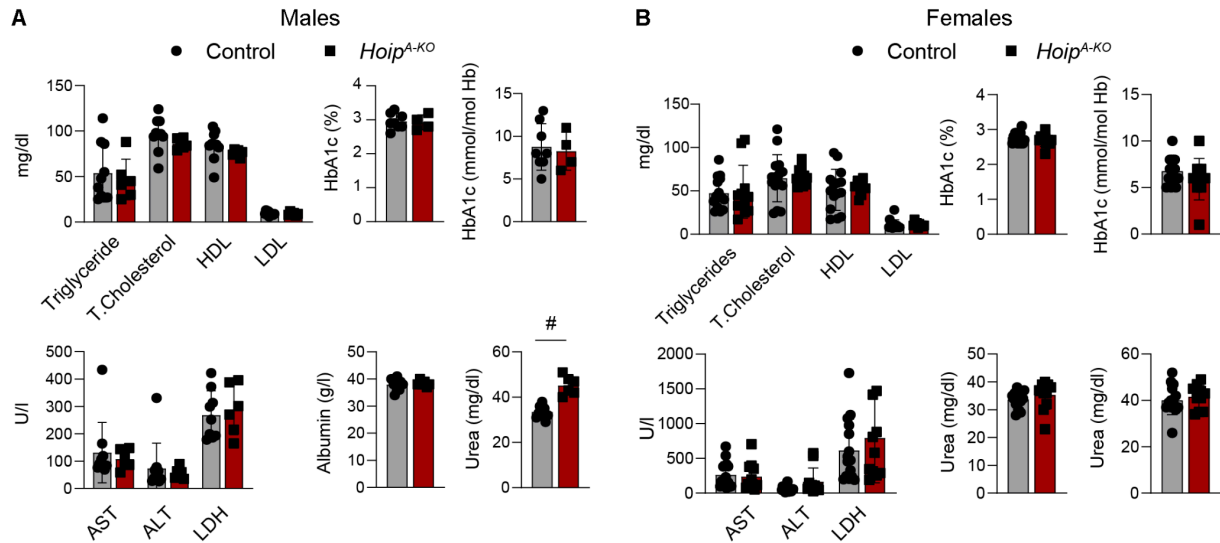 A
Males
Control
Hoip^A-KO
mg/dl
150
100
50
0
Triglyceride
T.Cholesterol
HDL
LDL
HbA1c (%)
4
3
2
1
0
HbA1c (mmol/mol Hb)
15
10
5
0
U/l
500
400
300
200
100
0
AST
ALT
LDH
Albumin (g/l)
50
40
30
20
10
0
Urea (mg/dl)
60
40
20
0
#
B
Females
Control
Hoip^A-KO
mg/dl
150
100
50
0
Triglycerides
T.Cholesterol
HDL
LDL
HbA1c (%)
4
3
2
1
0
HbA1c (mmol/mol Hb)
15
10
5
0
U/l
2000
1500
1000
500
0
AST
ALT
LDH
Urea (mg/dl)
50
40
30
20
10
0
Urea (mg/dl)
60
40
20
0